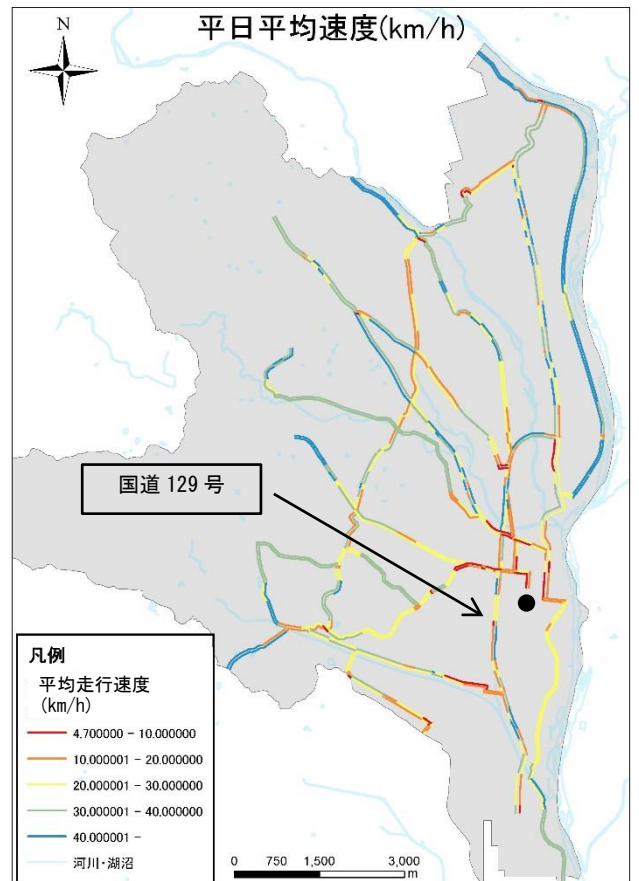 平日平均速度(km/h)
N
国道 129 号
凡例
平均走行速度
(km/h)
4.700000 - 10.000000
10.000001 - 20.000000
20.000001 - 30.000000
30.000001 - 40.000000
40.000001 -
河川・湖沼
0 750 1,500 3,000
m